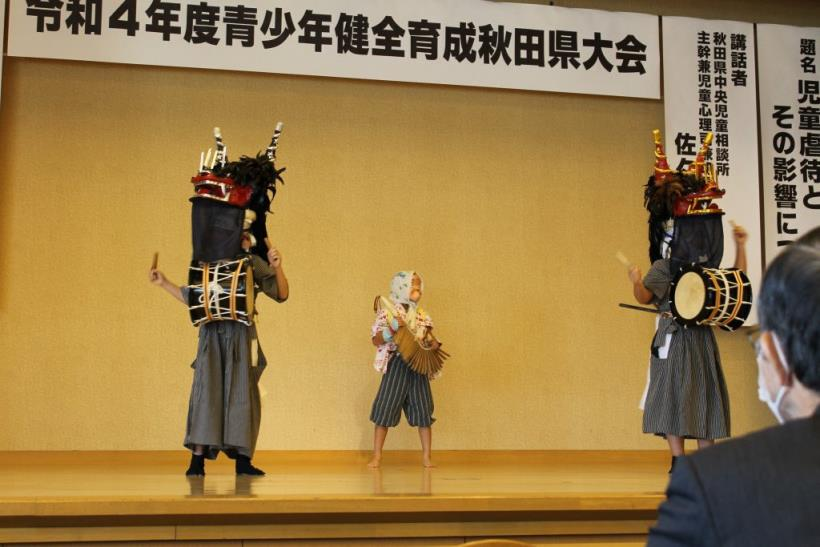 令和４年度青少年健全育成秋田県大会
講話者
秋田県中央児童相談所
主幹兼児童心理司兼
佐
題名
児童虐待と
その影響に